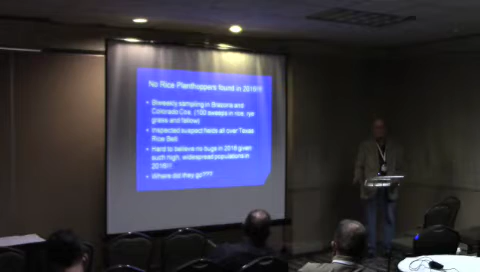 No Rice Planthoppers found in 2016!!!
• Biweekly sampling in Brazoria and
Colorado Cos. (100 sweeps in rice, rye
grass and fallow)
• Inspected suspect fields all over Texas
Rice Belt
• Hard to believe no bugs in 2016 given
such high, widespread populations in
• Where did they go????